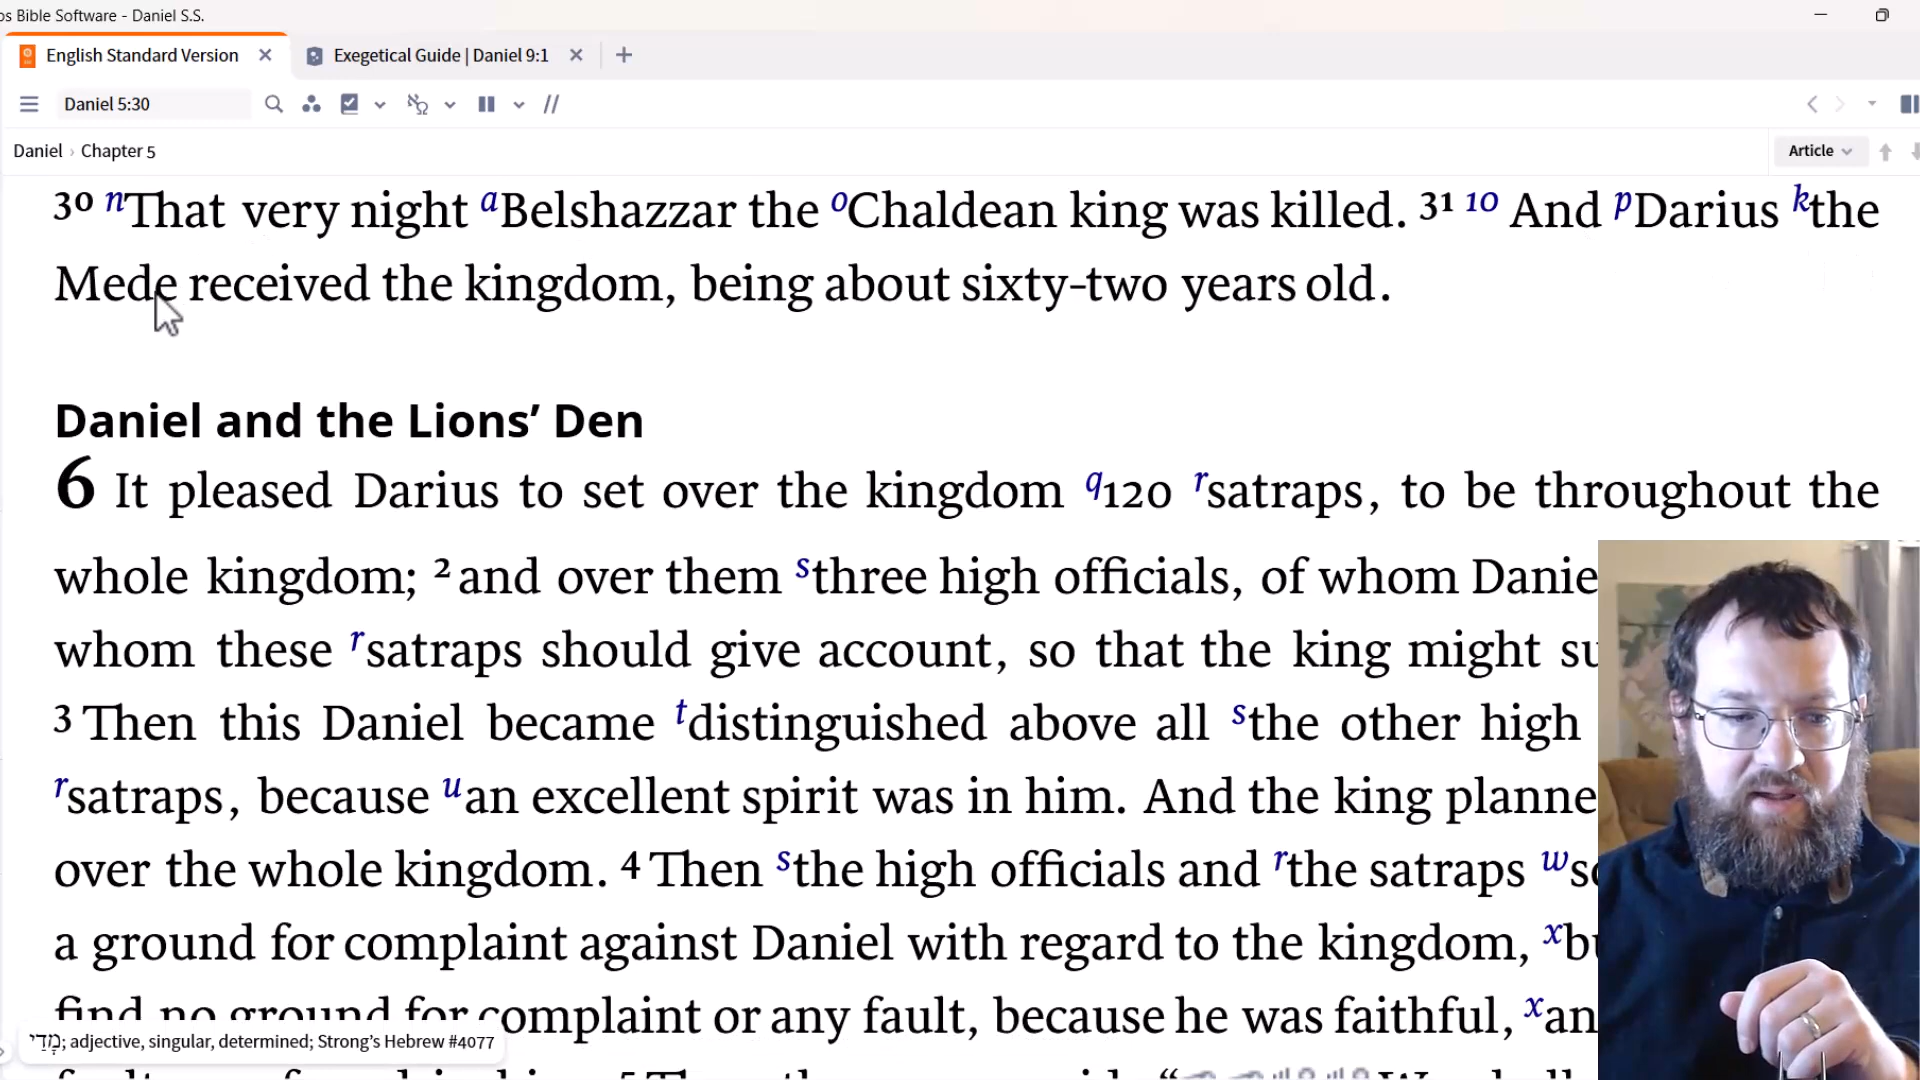 os Bible Software - Daniel S.S.
English Standard Version Exegetical Guide | Daniel 9:1
Daniel 5:30
Daniel › Chapter 5 Article
30 nThat very night aBelshazzar the oChaldean king was killed. 31 10 And pDarius kthe
Mede received the kingdom, being about sixty-two years old.
Daniel and the Lions’ Den
6 It pleased Darius to set over the kingdom q120 rsatraps, to be throughout the
whole kingdom; 2 and over them sthree high officials, of whom Danie
whom these rsatraps should give account, so that the king might su
3 Then this Daniel became tdistinguished above all sthe other high
rsatraps, because uan excellent spirit was in him. And the king planne
over the whole kingdom. 4 Then sthe high officials and rthe satraps w
a ground for complaint against Daniel with regard to the kingdom, xbu
find no ground for complaint or any fault, because he was faithful, xan
מָדַי; adjective, singular, determined; Strong’s Hebrew #4077